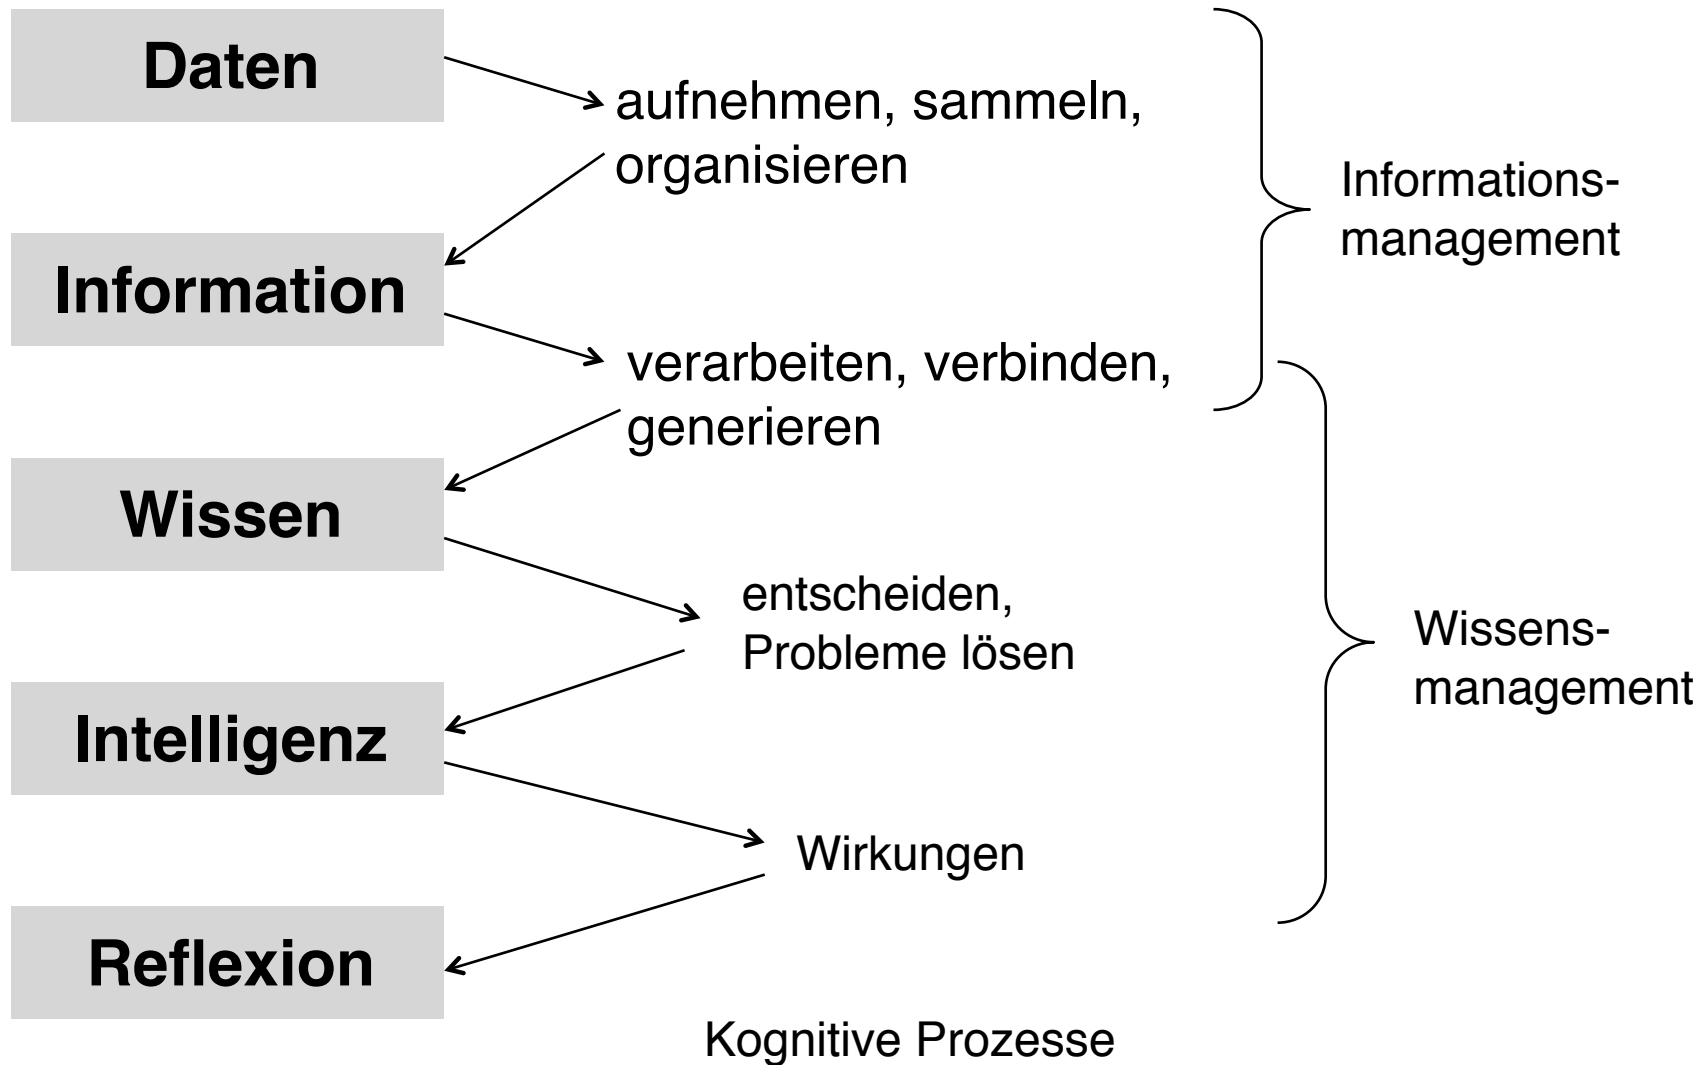 Daten
aufnehmen, sammeln,
organisieren
Informations-
management
Information
verarbeiten, verbinden,
generieren
Wissen
entscheiden,
Probleme lösen
Wissens-
management
Intelligenz
Wirkungen
Reflexion
Kognitive Prozesse